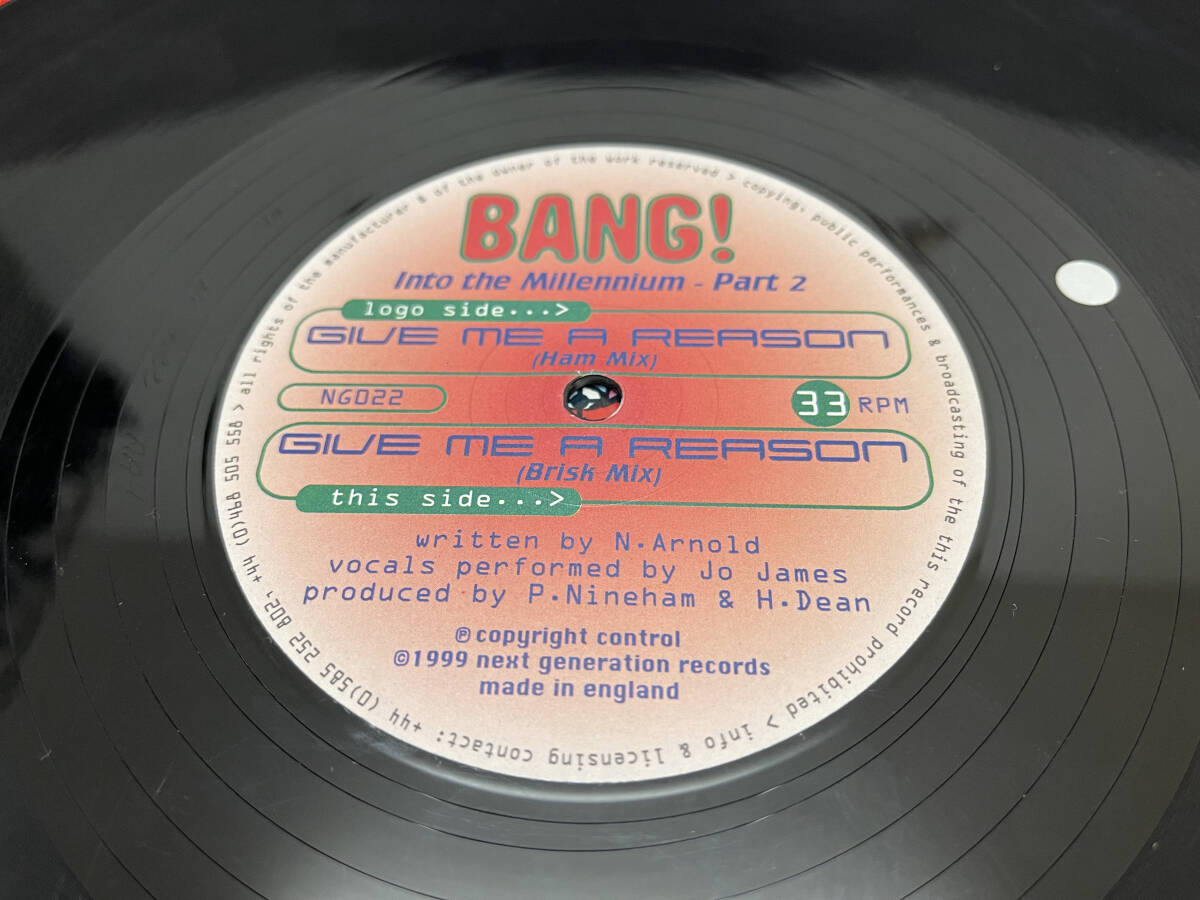 BANG!
Into the Millennium - Part 2
logo side...>
GIVE ME A REASON
(Ham Mix)
NG022
33 RPM
GIVE ME A REASON
(Brisk Mix)
this side...>
written by N.Arnold
vocals performed by Jo James
produced by P.Nineham & H.Dean
℗ copyright control
©1999 next generation records
made in england
> all rights of the manufacturer & of the owner of the work reserved > copying, public performances & broadcasting of the this record prohibited > info & licensing contact: +44 (0)585 252 802, +44 (0)468 505 558